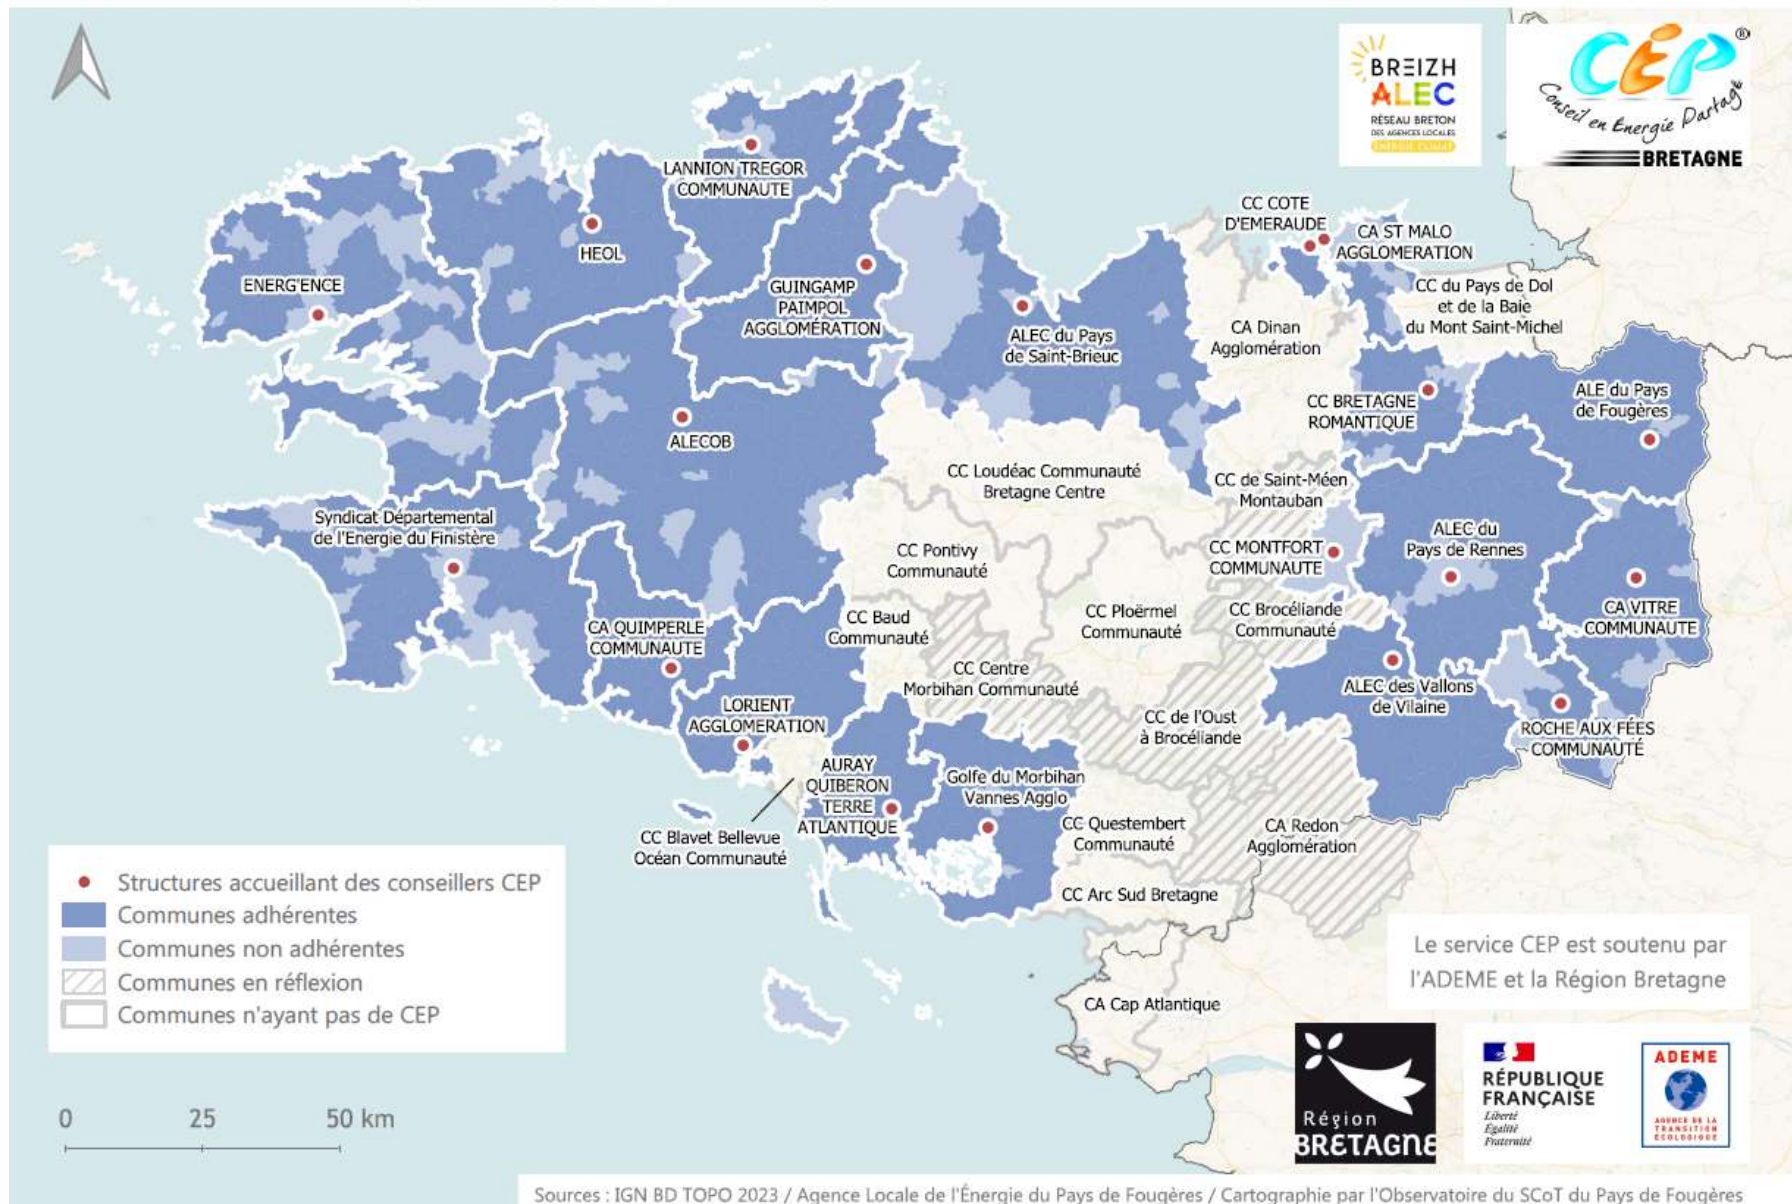 BREIZH
ALEC
RÉSEAU BRETON
DES AGENCES LOCALES
ÉNERGIE CLIMAT
CEP®
Conseil en Energie Partagé
BRETAGNE
LANNION TREGOR
COMMUNAUTE
HEOL
ENERG'ENCE
GUINGAMP
PAIMPOL
AGGLOMÉRATION
ALEC du Pays
de Saint-Brieuc
CC COTE
D'EMERAUDE
CA ST MALO
AGGLOMERATION
CC du Pays de Dol
et de la Baie
du Mont Saint-Michel
CA Dinan
Agglomération
CC BRETAGNE
ROMANTIQUE
ALE du Pays
de Fougères
ALECOB
CC Loudéac Communauté
Bretagne Centre
CC de Saint-Méen
Montauban
Syndicat Départemental
de l'Energie du Finistère
CC Pontivy
Communauté
CC MONTFORT
COMMUNAUTE
ALEC du
Pays de Rennes
CA VITRE
COMMUNAUTE
CA QUIMPERLE
COMMUNAUTE
CC Baud
Communauté
CC Ploërmel
Communauté
CC Brocéliande
Communauté
CC Centre
Morbihan Communauté
ALEC des Vallons
de Vilaine
LORIENT
AGGLOMERATION
CC de l'Oust
à Brocéliande
ROCHE AUX FÉES
COMMUNAUTÉ
AURAY
QUIBERON
TERRE
ATLANTIQUE
Golfe du Morbihan
Vannes Agglo
CC Blavet Bellevue
Océan Communauté
CC Questembert
Communauté
CA Redon
Agglomération
CC Arc Sud Bretagne
CA Cap Atlantique
Structures accueillant des conseillers CEP
Communes adhérentes
Communes non adhérentes
Communes en réflexion
Communes n'ayant pas de CEP
Le service CEP est soutenu par
l'ADEME et la Région Bretagne
0 25 50 km
Région
BRETAGNE
RÉPUBLIQUE
FRANÇAISE
Liberté
Égalité
Fraternité
ADEME
AGENCE DE LA
TRANSITION
ÉCOLOGIQUE
Sources : IGN BD TOPO 2023 / Agence Locale de l'Énergie du Pays de Fougères / Cartographie par l'Observatoire du SCoT du Pays de Fougères